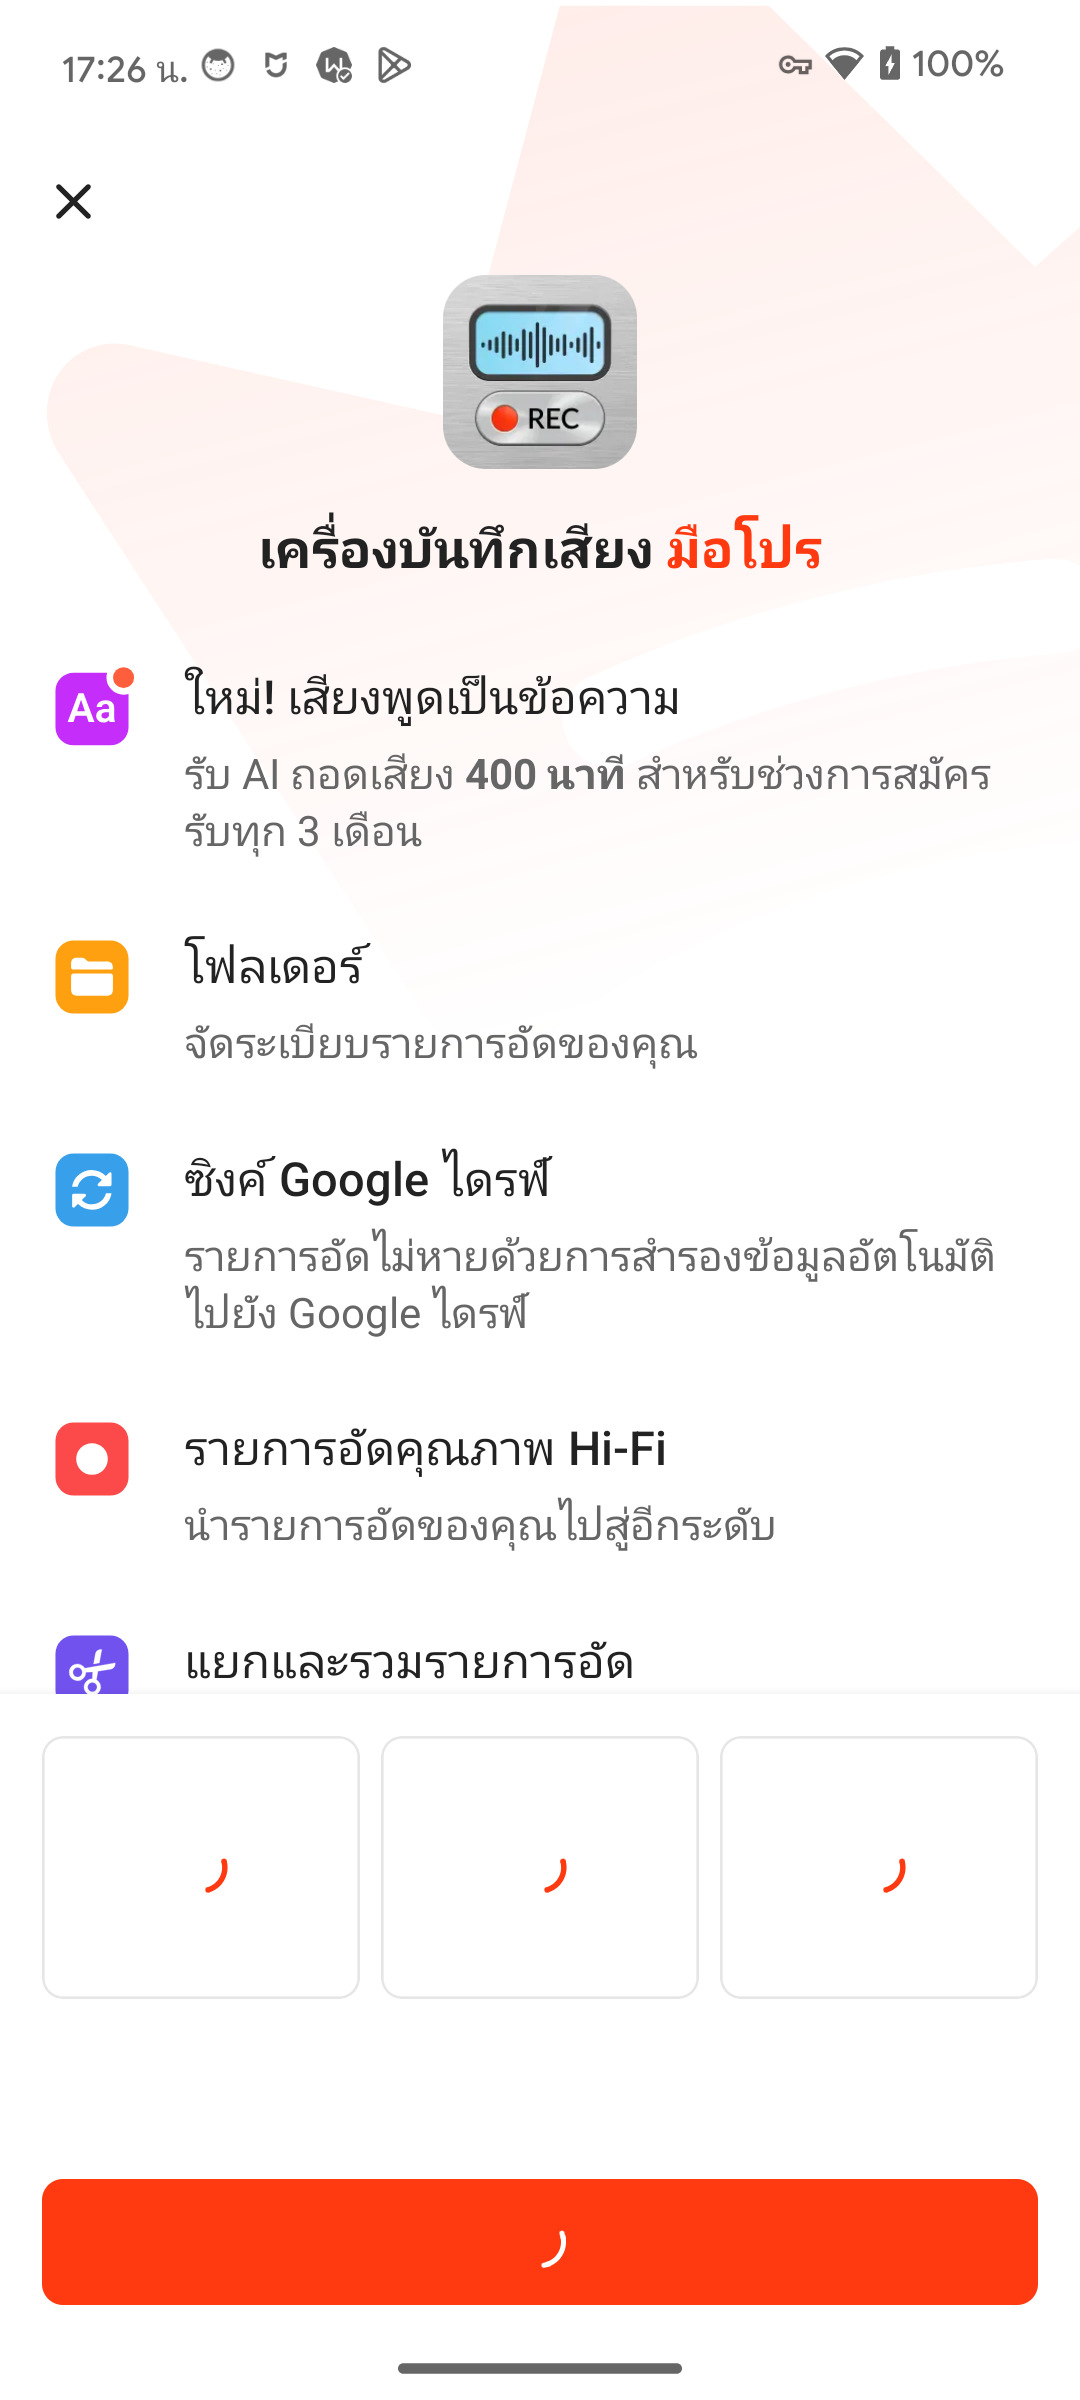 17:26 น.
100%
REC
เครื่องบันทึกเสียง มือโปร
Aa
ใหม่! เสียงพูดเป็นข้อความ
รับ AI ถอดเสียง 400 นาที สำหรับช่วงการสมัคร
รับทุก 3 เดือน
โฟลเดอร์
จัดระเบียบรายการอัดของคุณ
ซิงค์ Google ไดรฟ์
รายการอัดไม่หายด้วยการสำรองข้อมูลอัตโนมัติ
ไปยัง Google ไดรฟ์
รายการอัดคุณภาพ Hi-Fi
นำรายการอัดของคุณไปสู่อีกระดับ
แยกและรวมรายการอัด